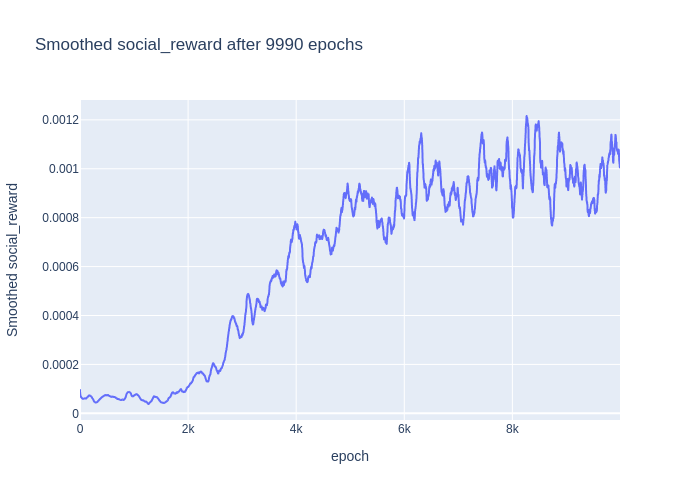 Smoothed social_reward after 9990 epochs
0.0012
0.001
0.0008
0.0006
0.0004
0.0002
0
Smoothed social_reward
0 2k 4k 6k 8k
epoch